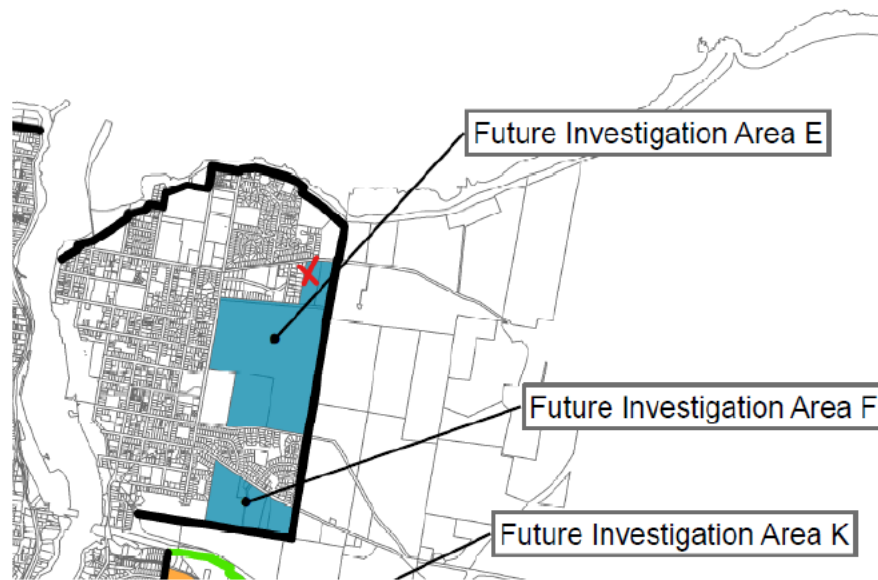 Future Investigation Area E
Future Investigation Area F
Future Investigation Area K